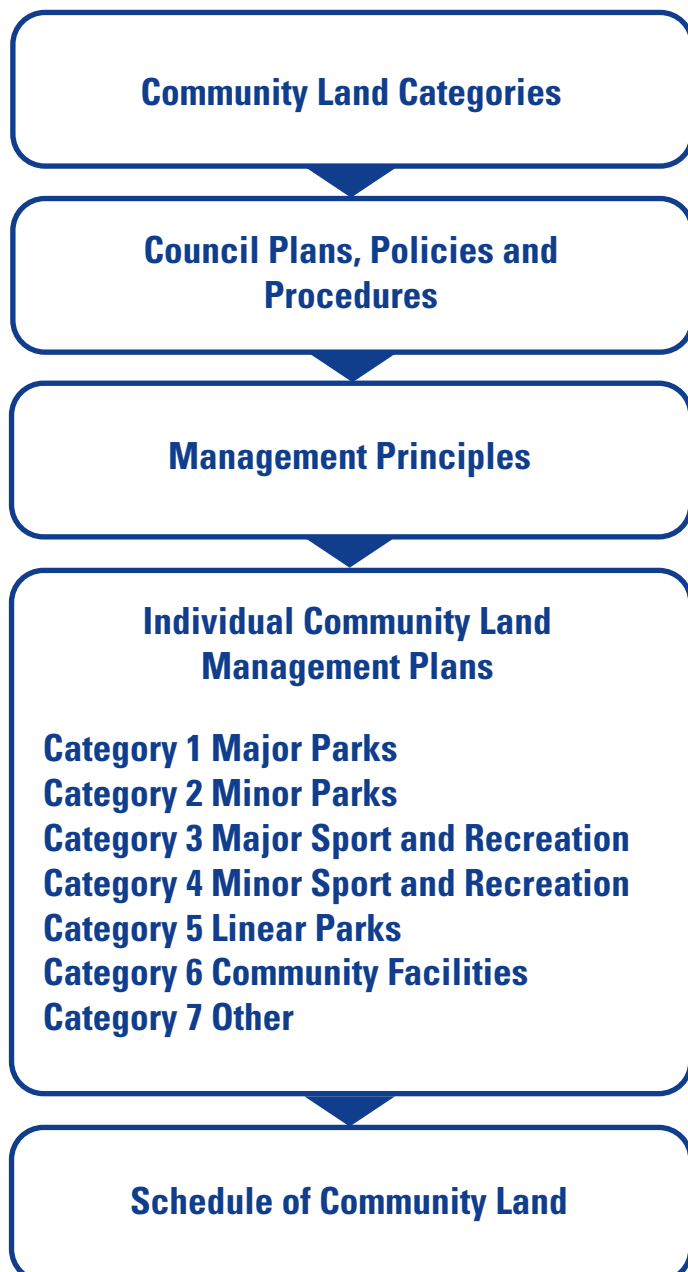 Community Land Categories
Council Plans, Policies and
Procedures
Management Principles
Individual Community Land
Management Plans
Category 1 Major Parks
Category 2 Minor Parks
Category 3 Major Sport and Recreation
Category 4 Minor Sport and Recreation
Category 5 Linear Parks
Category 6 Community Facilities
Category 7 Other
Schedule of Community Land